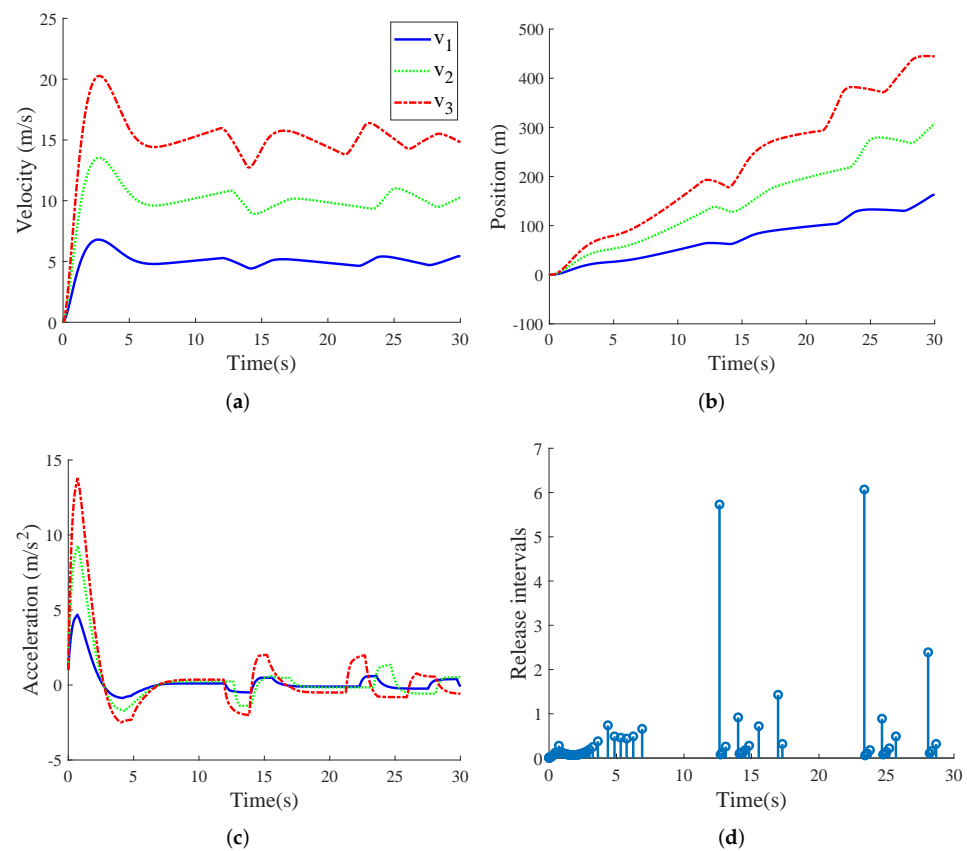 25
20
15
10
5
0
Velocity (m/s)
v1
v2
v3
0 5 10 15 20 25 30
Time(s)
(a)
500
400
300
200
100
0
-100
Position (m)
0 5 10 15 20 25 30
Time(s)
(b)
15
10
5
0
-5
Acceleration (m/s²)
0 5 10 15 20 25 30
Time(s)
(c)
7
6
5
4
3
2
1
0
Release intervals
0 5 10 15 20 25 30
Time(s)
(d)